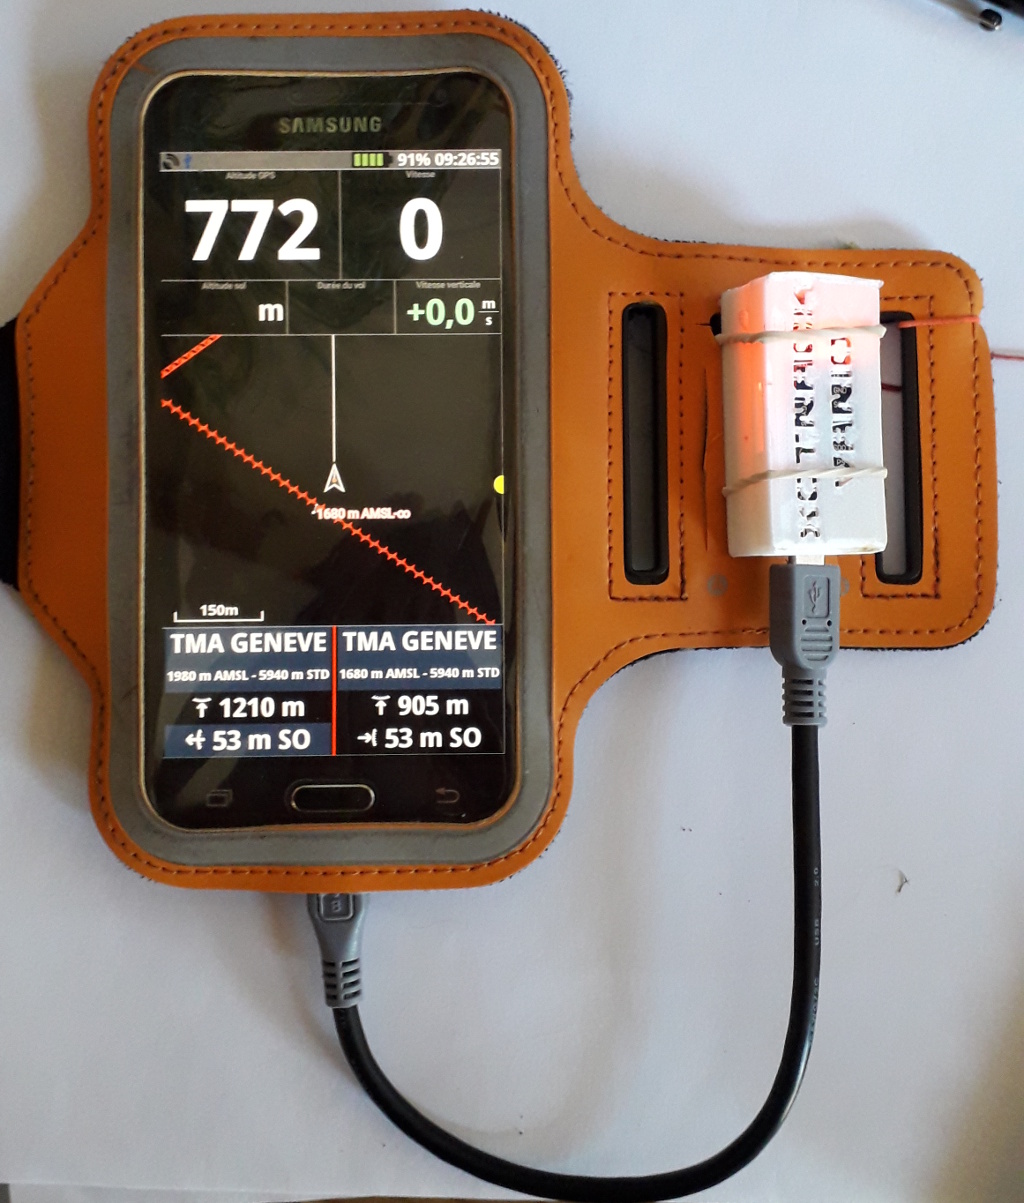 SAMSUNG
91% 09:26:55
Altitude GPS
Vitesse
772
0
Altitude sol
Durée du vol
Vitesse verticale
m
+0,0 m/s
1680 m AMSL-∞
150m
TMA GENEVE
TMA GENEVE
1980 m AMSL - 5940 m STD
1680 m AMSL - 5940 m STD
1210 m
905 m
53 m SO
53 m SO